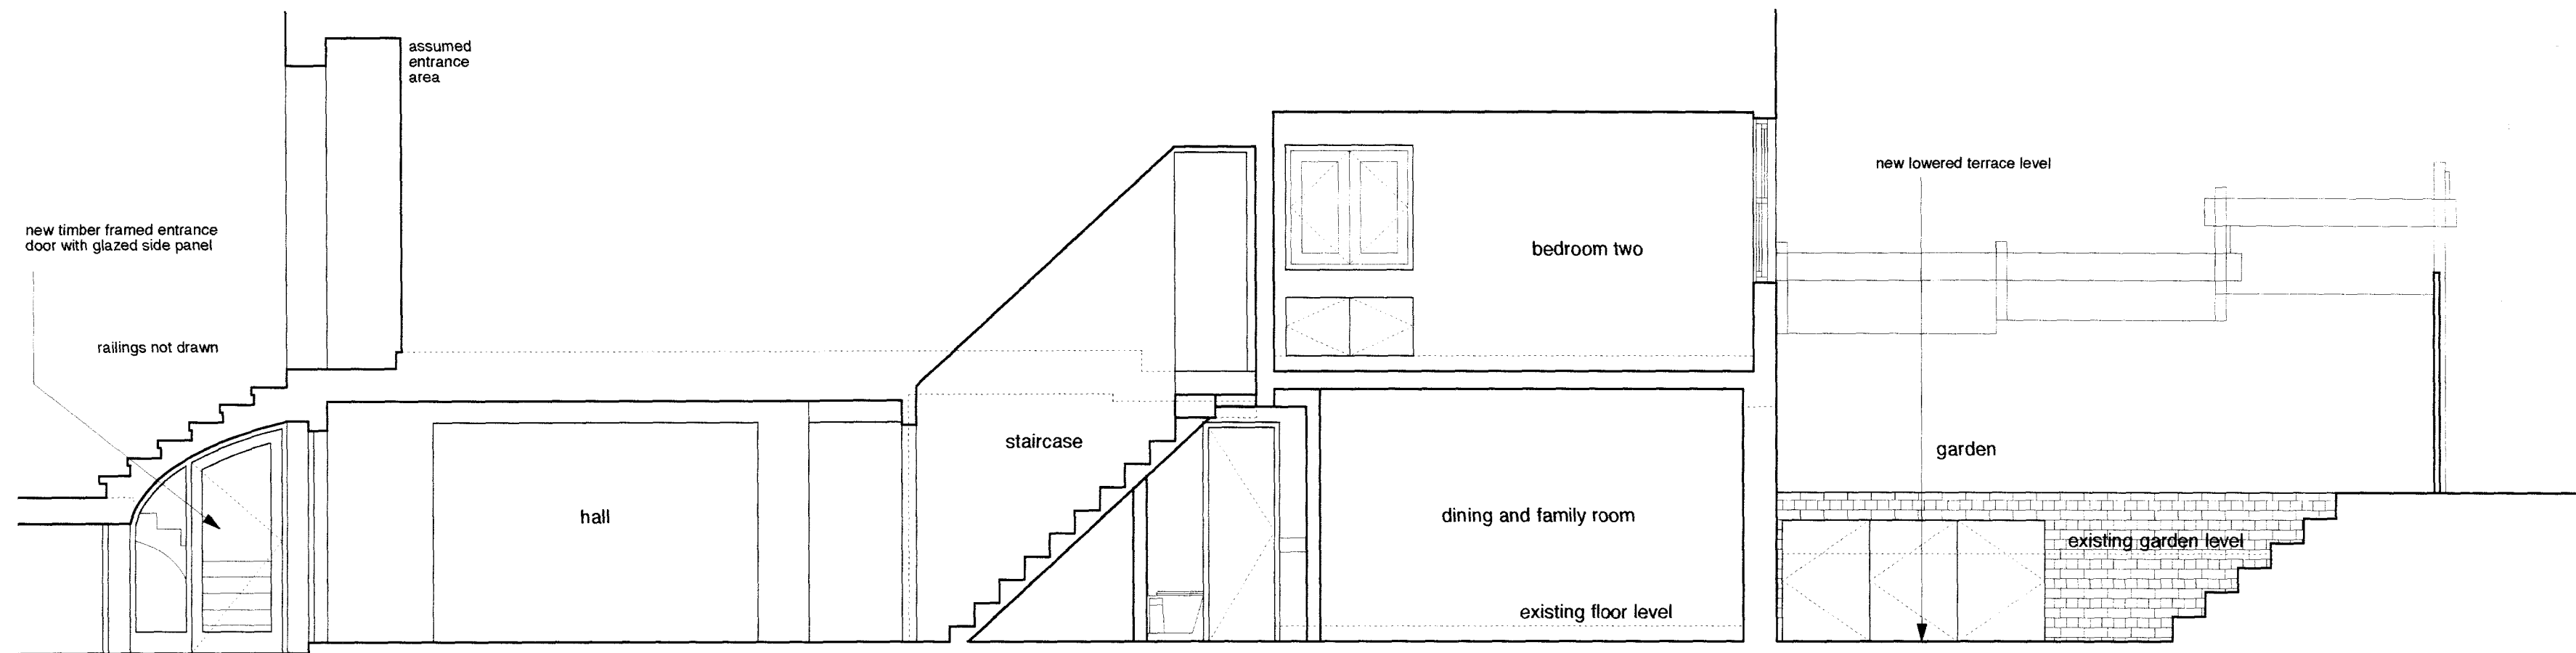 assumed
entrance
area
new lowered terrace level
new timber framed entrance
door with glazed side panel
bedroom two
railings not drawn
staircase
garden
hall
dining and family room
existing garden level
existing floor level